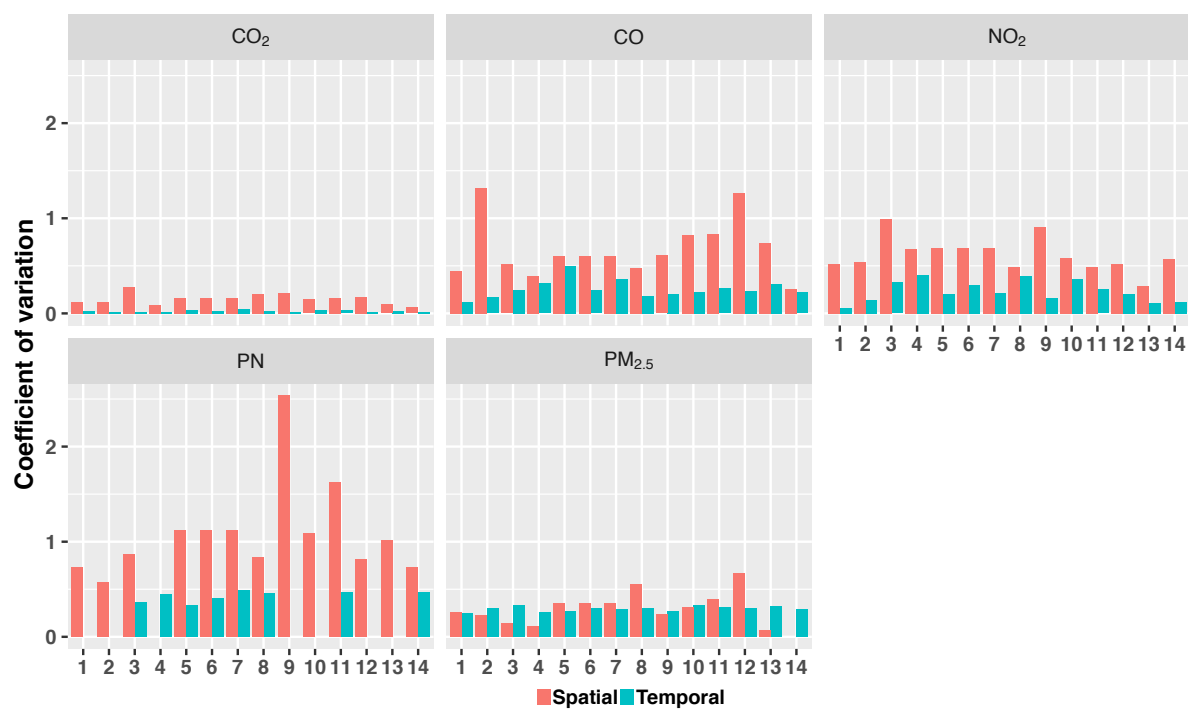 CO₂ CO NO₂
Coefficient of variation
2
1
0
1 2 3 4 5 6 7 8 9 10 11 12 13 14
PN PM₂.₅
2
1
0
1 2 3 4 5 6 7 8 9 10 11 12 13 14 1 2 3 4 5 6 7 8 9 10 11 12 13 14
Spatial Temporal